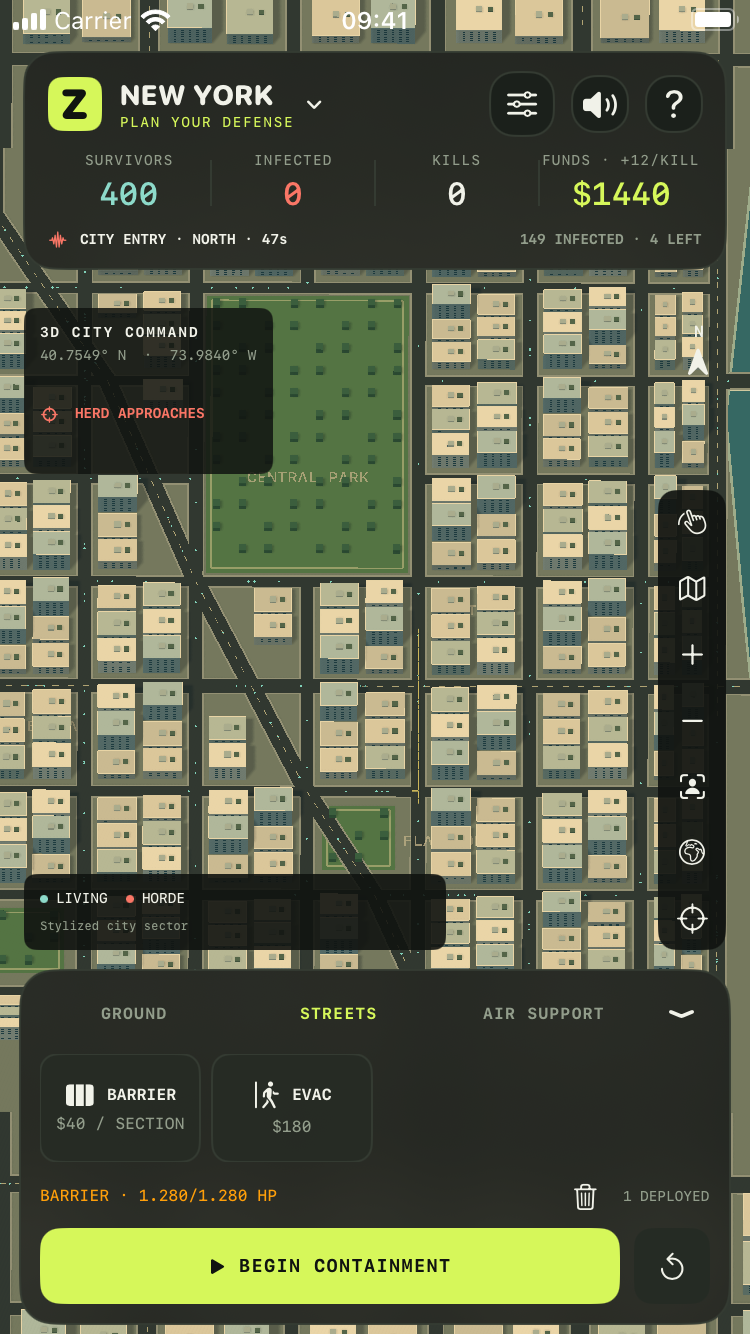 Carrier 09:41
Z NEW YORK
PLAN YOUR DEFENSE
?
SURVIVORS INFECTED KILLS FUNDS · +12/KILL
400 0 0 $1440
CITY ENTRY · NORTH · 47s 149 INFECTED · 4 LEFT
3D CITY COMMAND
40.7549° N · 73.9840° W
N
HERD APPROACHES
CENTRAL PARK
LIVING HORDE
Stylized city sector
GROUND STREETS AIR SUPPORT
BARRIER EVAC
$40 / SECTION $180
BARRIER · 1.280/1.280 HP 1 DEPLOYED
BEGIN CONTAINMENT